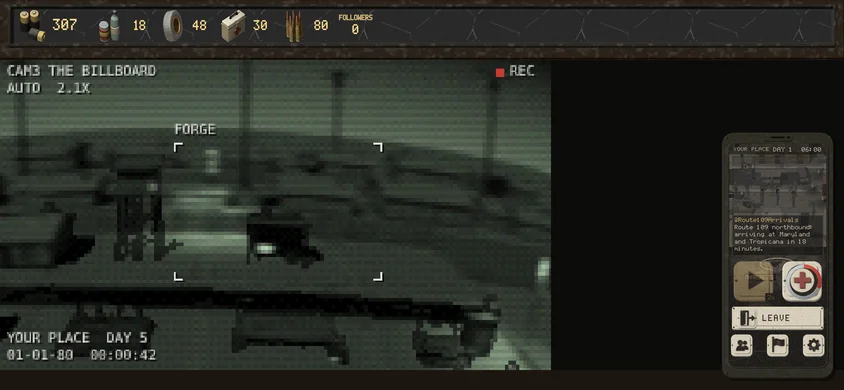 307 18 48 30 80 FOLLOWERS
0
CAM3 THE BILLBOARD
AUTO 2.1X
REC
FORGE
YOUR PLACE DAY 5
01-01-80 00:00:42
YOUR PLACE DAY 1 06:00
@Route109Arrivals
Route 109 northbound
arriving at Maryland
and Tropicana in 18
minutes.
LEAVE